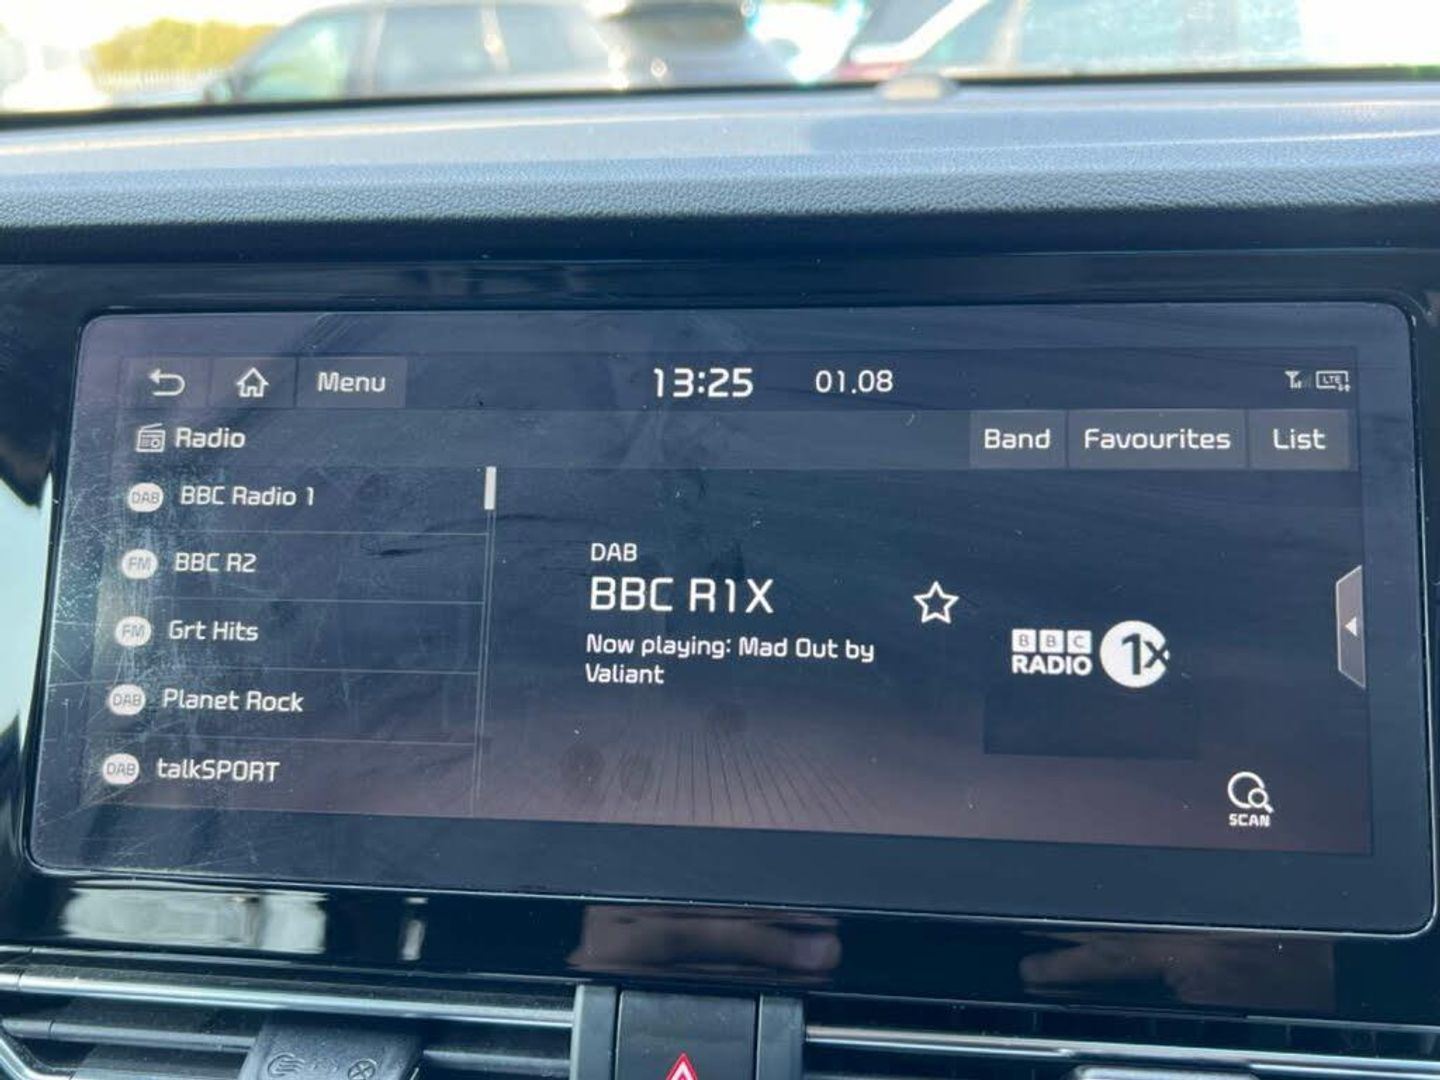 Menu
13:25
01.08
LTE
Radio
Band
Favourites
List
DAB BBC Radio 1
FM BBC R2
FM Grt Hits
DAB Planet Rock
DAB talkSPORT
DAB
BBC R1X
Now playing: Mad Out by
Valiant
BBC
RADIO 1x
SCAN